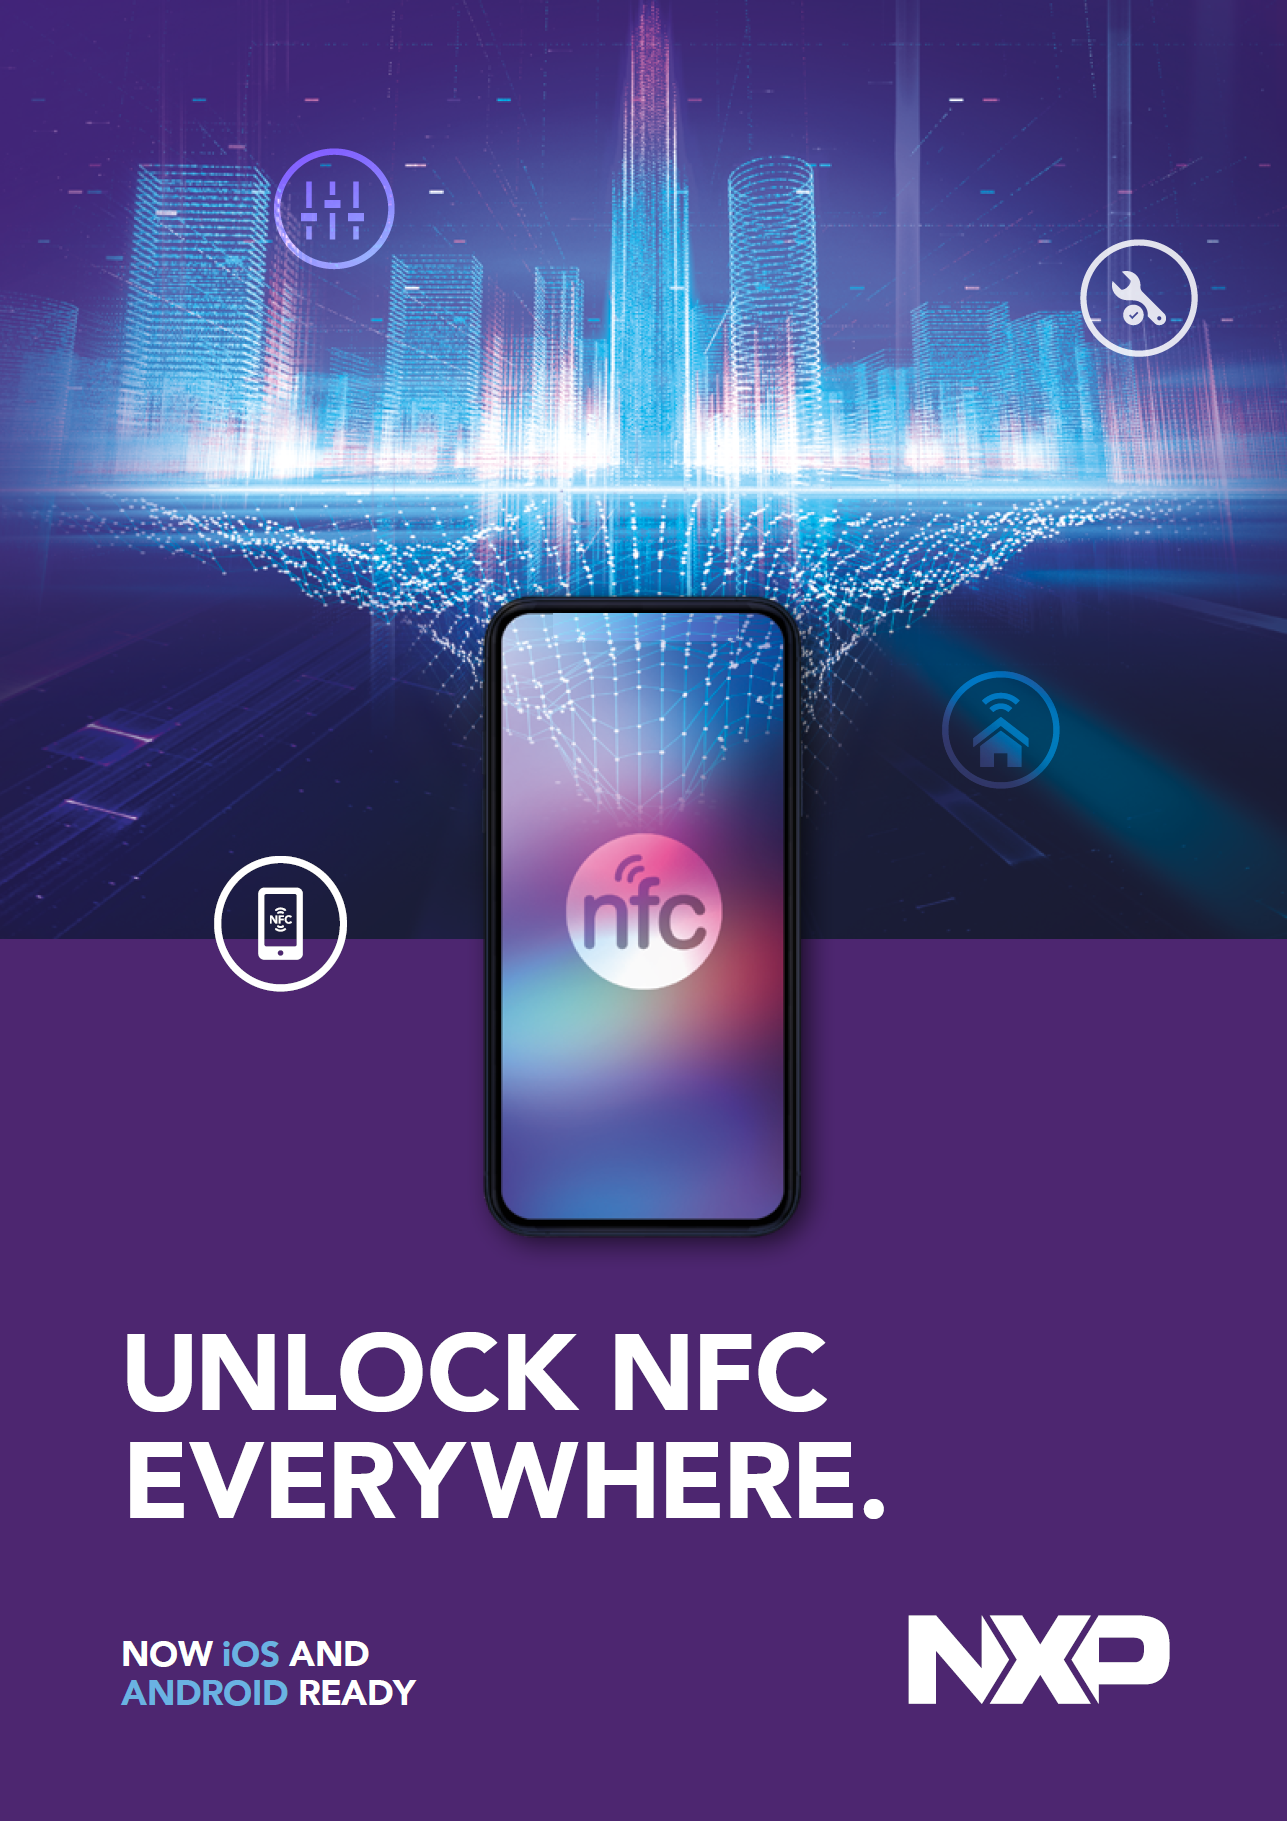 NFC
nfc
UNLOCK NFC
EVERYWHERE.
NOW iOS AND
ANDROID READY
NXP